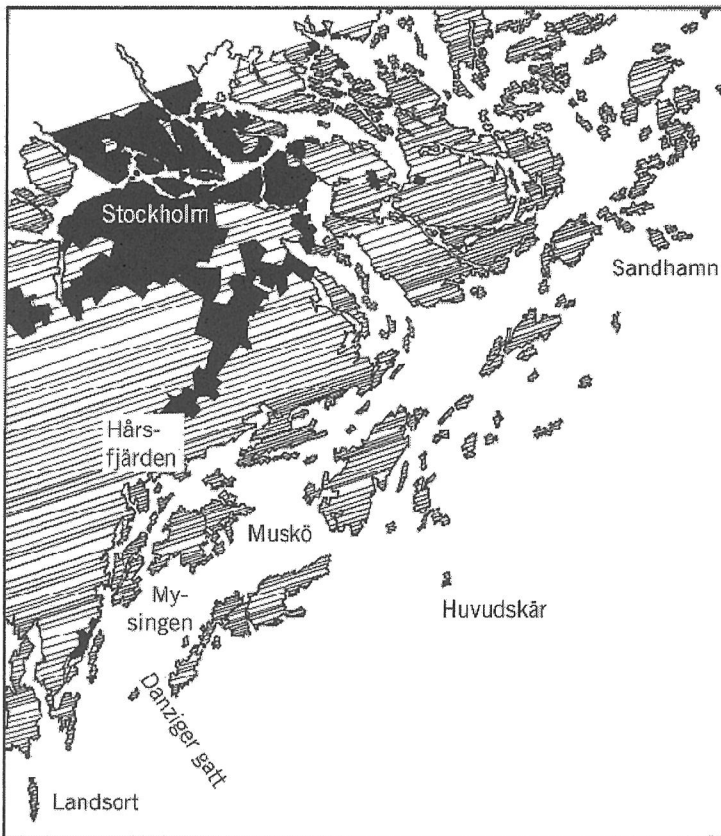 Stockholm
Sandhamn
Hårs-
fjärden
Muskö
Huvudskär
My-
singen
Danziger gatt
Landsort